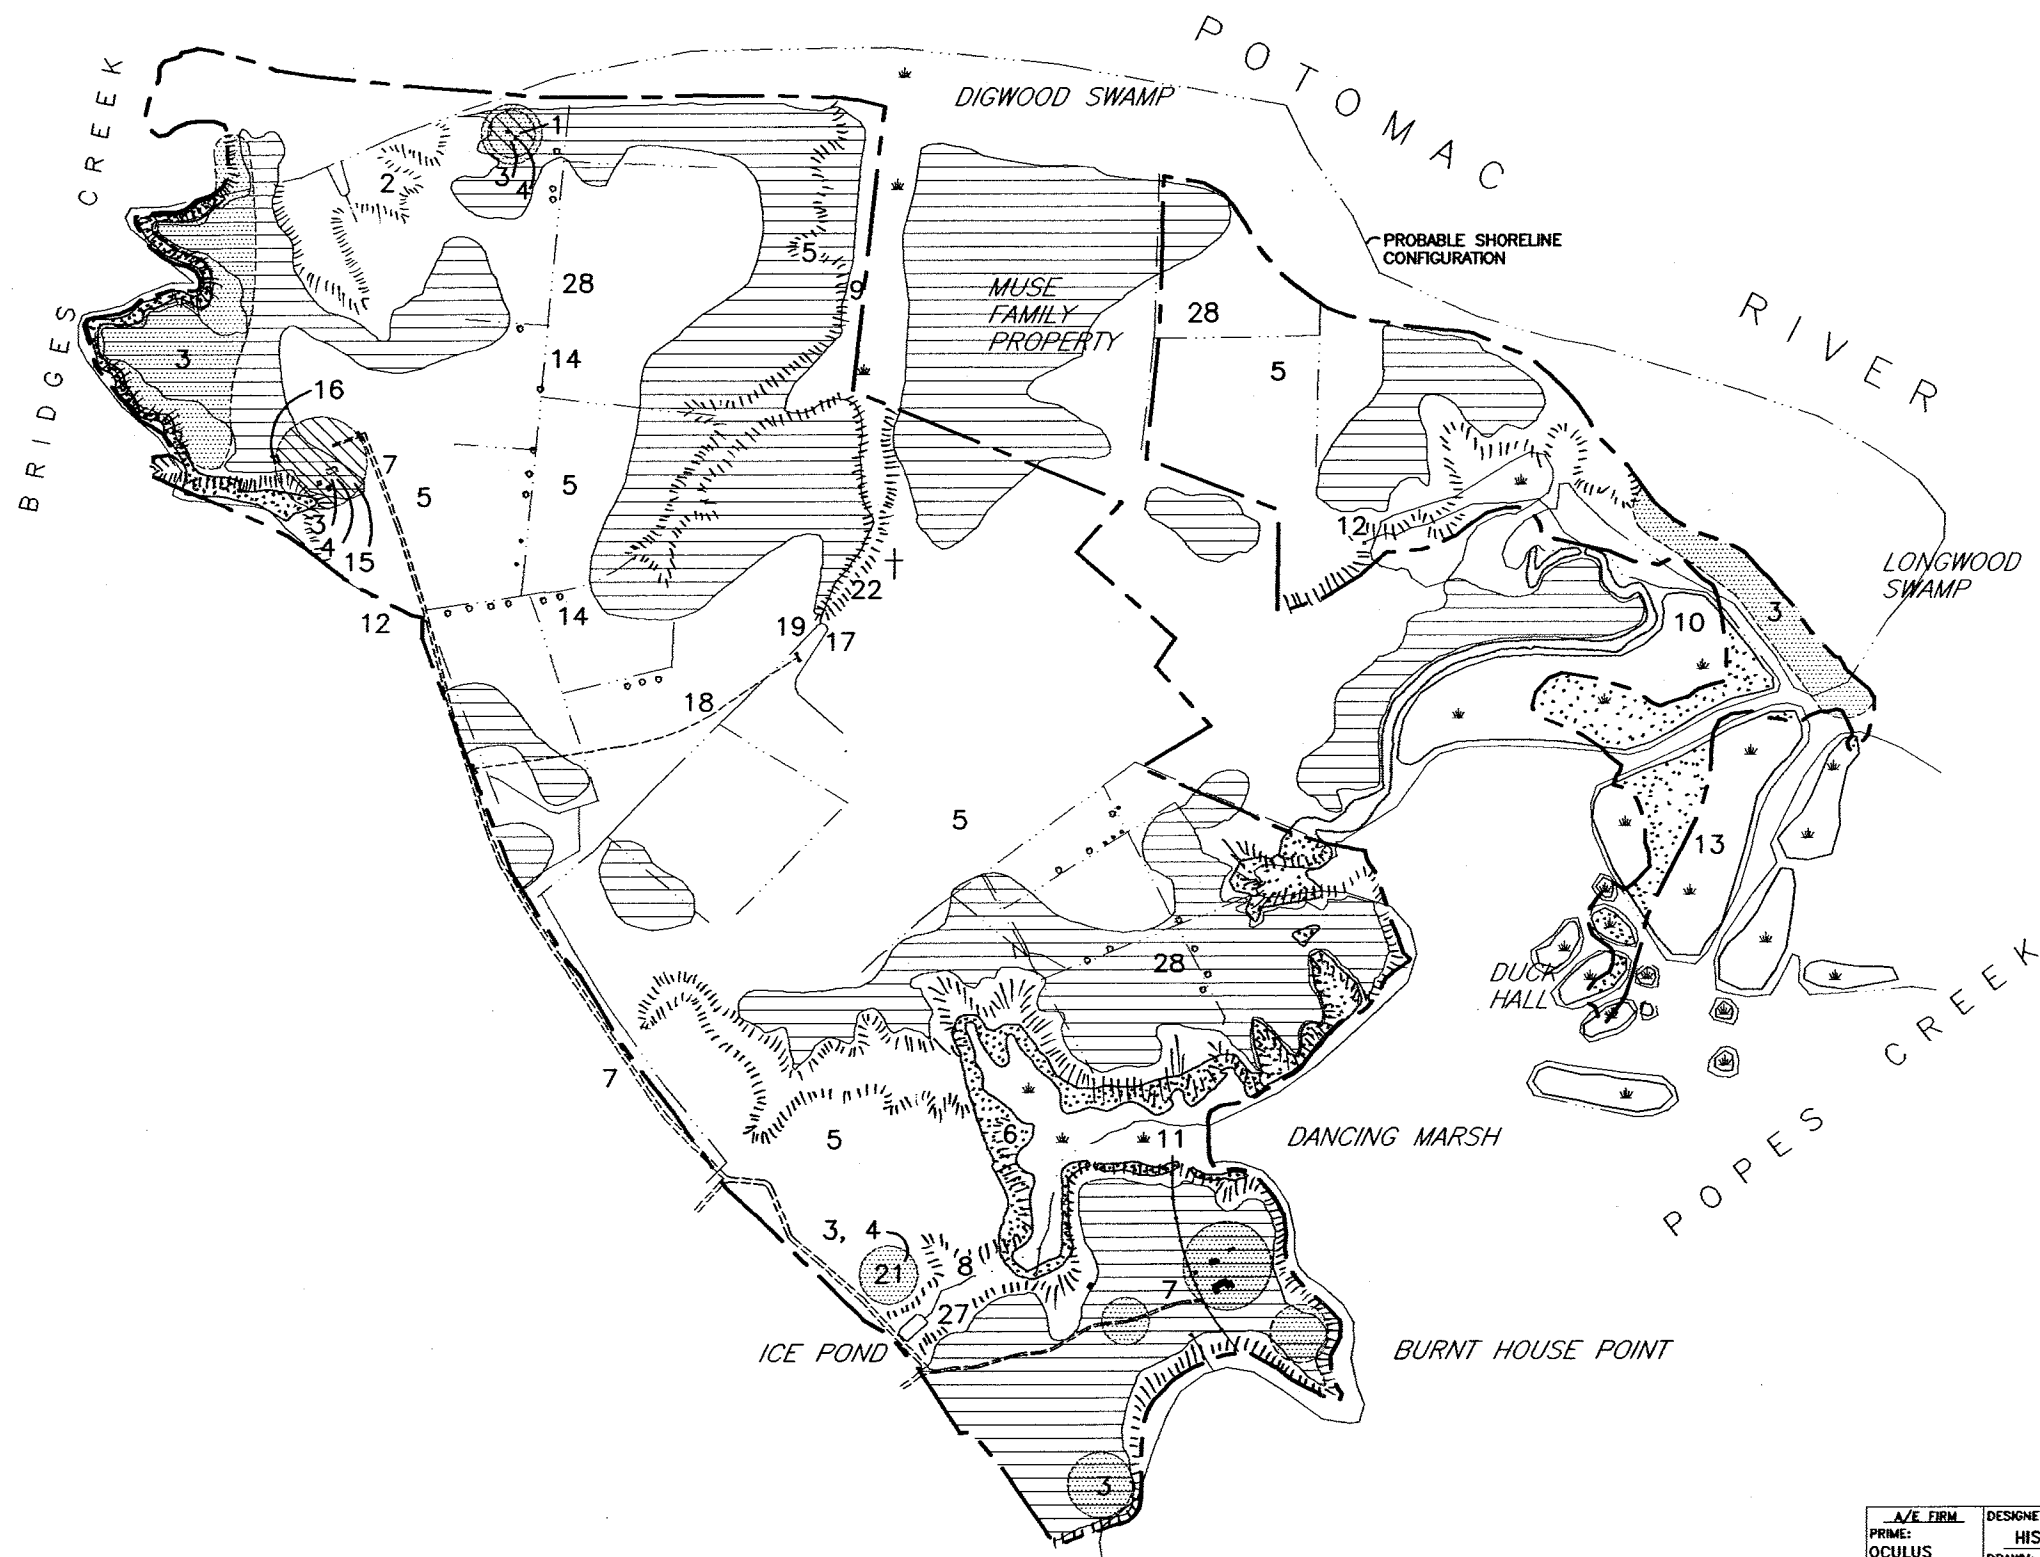 POTOMAC
RIVER
BRIDGES CREEK
DIGWOOD SWAMP
PROBABLE SHORELINE
CONFIGURATION
1
2
3
4
28
5
9
MUSE
FAMILY
PROPERTY
28
5
14
3
16
7
5
5
12
3
4
15
22
LONGWOOD
SWAMP
3
10
12
14
19
17
18
5
13
28
DUCK
HALL
POPES CREEK
7
5
6
11
DANCING MARSH
3, 4
21
8
27
7
ICE POND
BURNT HOUSE POINT
3
A/E FIRM
PRIME:
OCULUS
DESIGNE
HIS